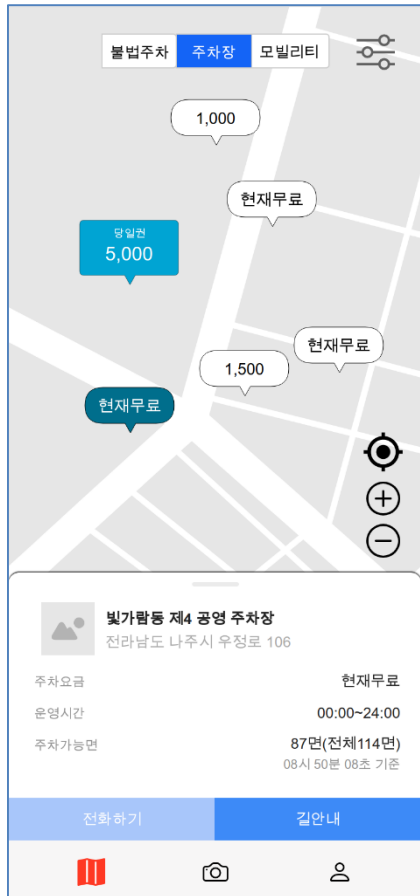 불법주차 주차장 모빌리티
1,000
현재무료
당일권
5,000
현재무료
1,500
현재무료
빛가람동 제4 공영 주차장
전라남도 나주시 우정로 106
주차요금 현재무료
운영시간 00:00~24:00
주차가능면 87면(전체114면)
08시 50분 08초 기준
전화하기 길안내